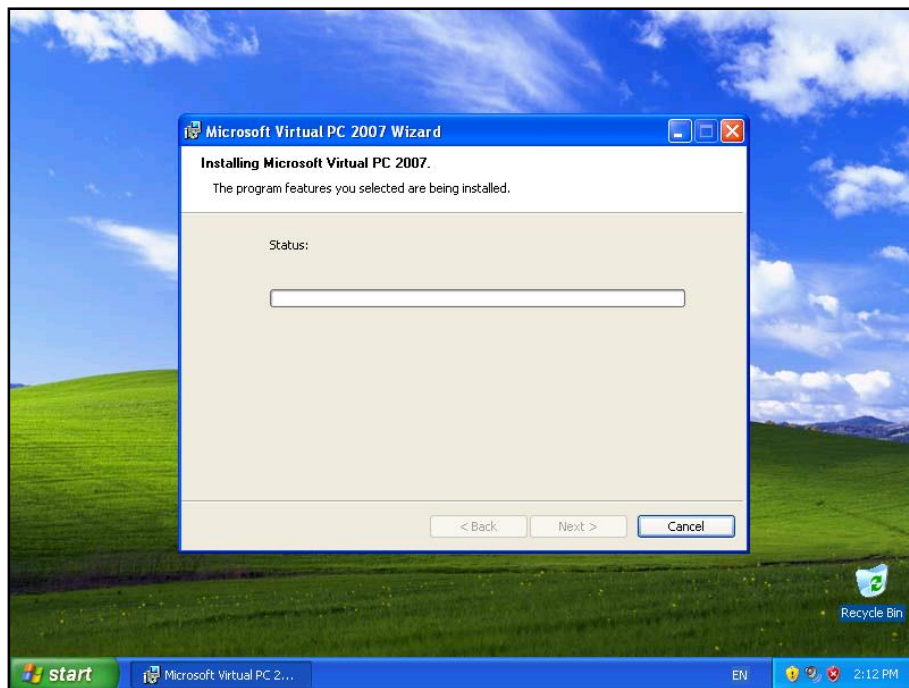 Microsoft Virtual PC 2007 Wizard
Installing Microsoft Virtual PC 2007.
The program features you selected are being installed.
Status:
< Back
Next >
Cancel
Recycle Bin
start
Microsoft Virtual PC 2...
EN
2:12 PM